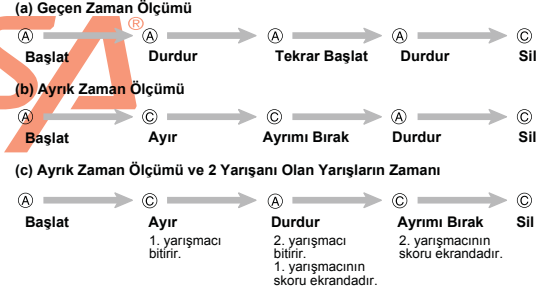 (a) Geçen Zaman Ölçümü
®
A A A A C
Başlat Durdur Tekrar Başlat Durdur Sil
(b) Ayrık Zaman Ölçümü
A C C A C
Başlat Ayır Ayrımı Bırak Durdur Sil
(c) Ayrık Zaman Ölçümü ve 2 Yarışanı Olan Yarışların Zamanı
A C A C C
Başlat Ayır Durdur Ayrımı Bırak Sil
1. yarışmacı 2. yarışmacı 2. yarışmacının
bitirir. bitirir. skoru ekrandadır.
1. yarışmacının
skoru ekrandadır.